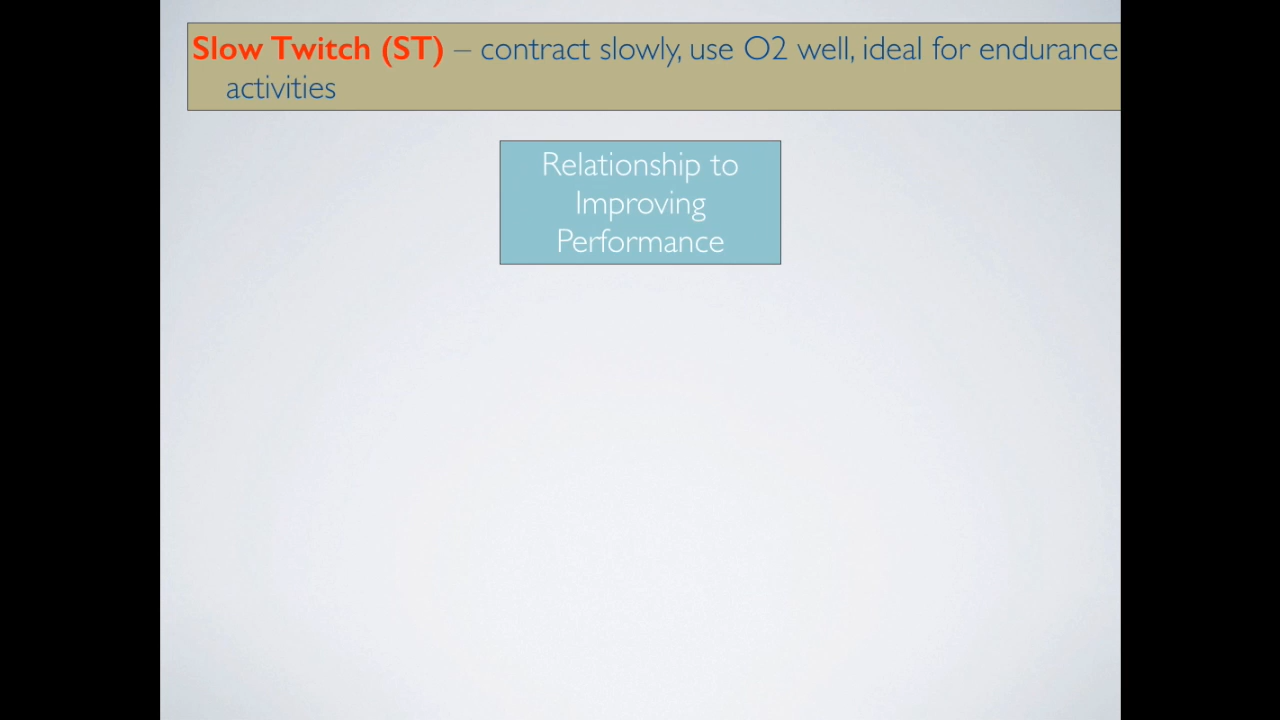 Slow Twitch (ST) – contract slowly, use O2 well, ideal for endurance
activities
Relationship to
Improving
Performance